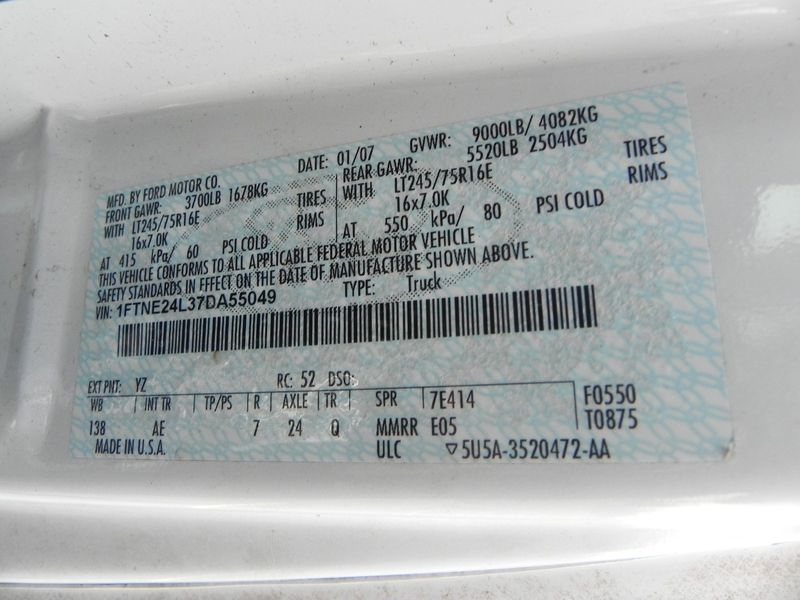 MFD. BY FORD MOTOR CO.
DATE: 01/07 GVWR: 9000LB/ 4082KG
FRONT GAWR: 3700LB 1678KG
REAR GAWR: 5520LB 2504KG
WITH LT245/75R16E TIRES
WITH LT245/75R16E TIRES
16x7.0K RIMS
16x7.0K RIMS
AT 415 kPa/ 60 PSI COLD
AT 550 kPa/ 80 PSI COLD
THIS VEHICLE CONFORMS TO ALL APPLICABLE FEDERAL MOTOR VEHICLE
SAFETY STANDARDS IN EFFECT ON THE DATE OF MANUFACTURE SHOWN ABOVE.
VIN: 1FTNE24L37DA55049
TYPE: Truck
EXT PNT: YZ RC: 52 DSO:
WB INT TR TP/PS R AXLE TR SPR 7E414 F0550
138 AE 7 24 Q MMRR E05 T0875
MADE IN U.S.A. ULC ▽5U5A-3520472-AA